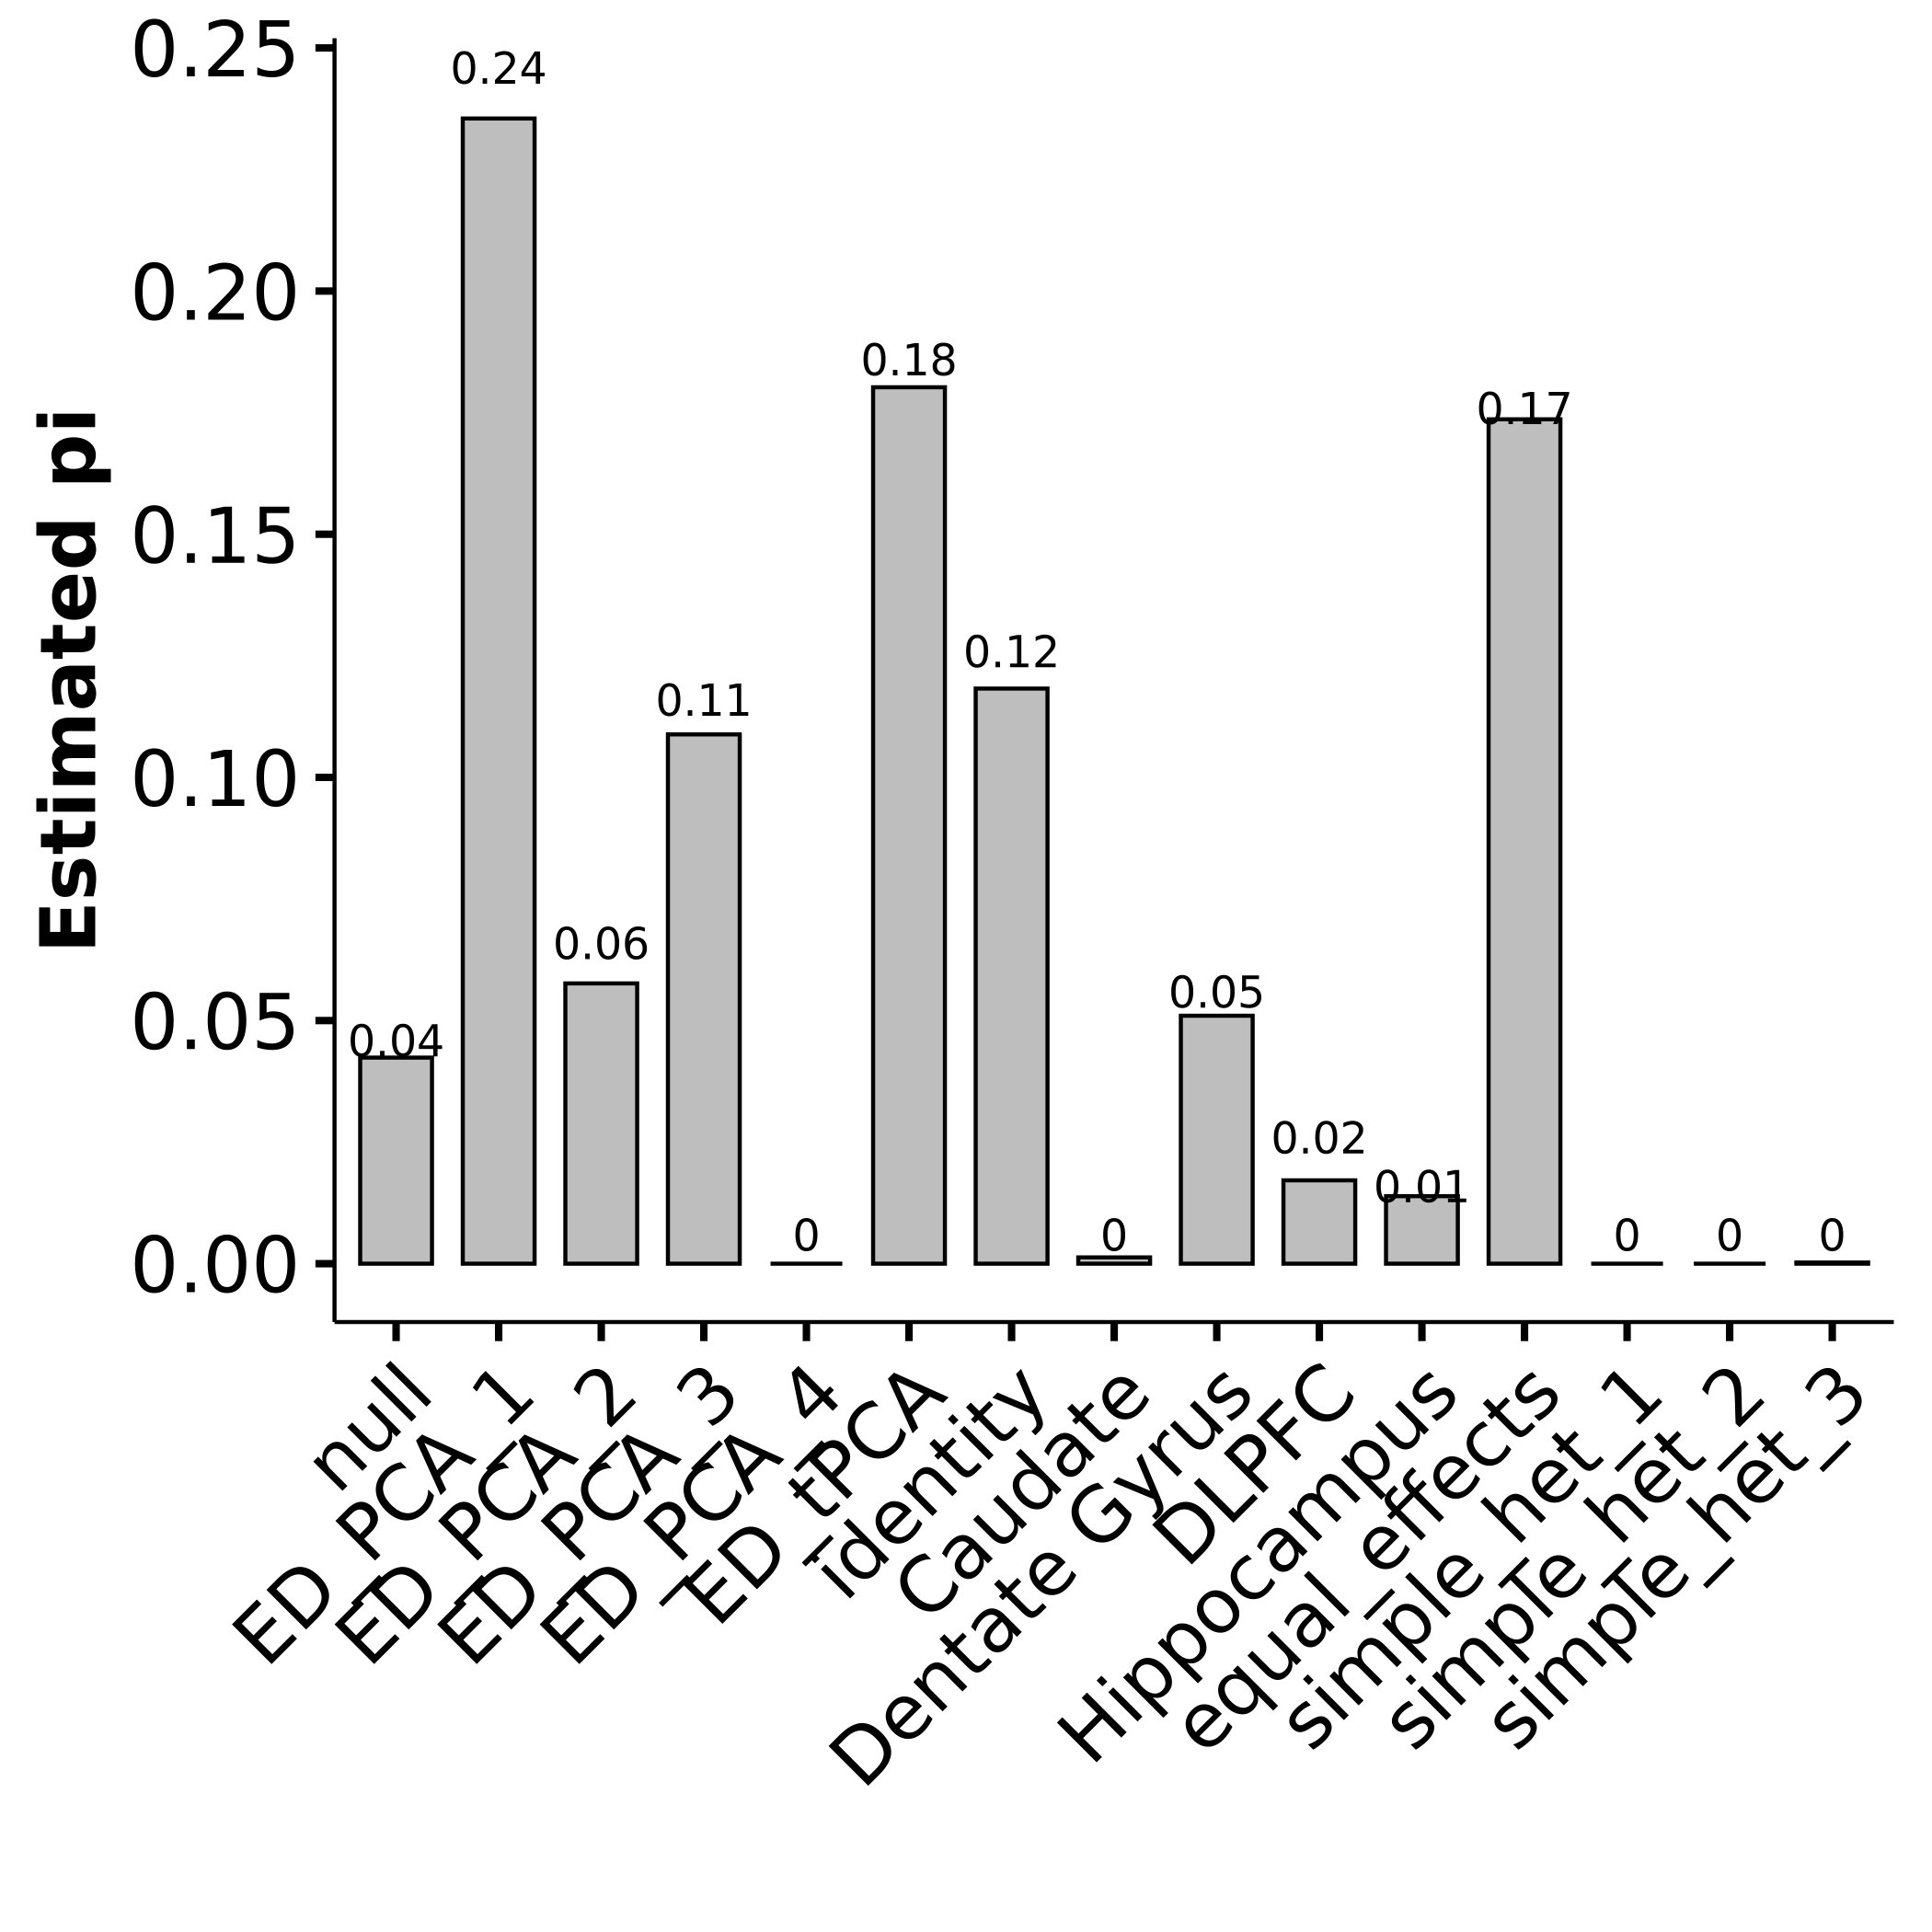 Estimated pi
0.25
0.20
0.15
0.10
0.05
0.00
0.04
0.24
0.06
0.11
0
0.18
0.12
0
0.05
0.02
0.01
0.17
0
0
0
null
ED_PCA_1
ED_PCA_2
ED_PCA_3
ED_PCA_4
ED_tPCA
identity
Caudate
Dentate Gyrus
DLPFC
Hippocampus
equal_effects
simple_het_1
simple_het_2
simple_het_3